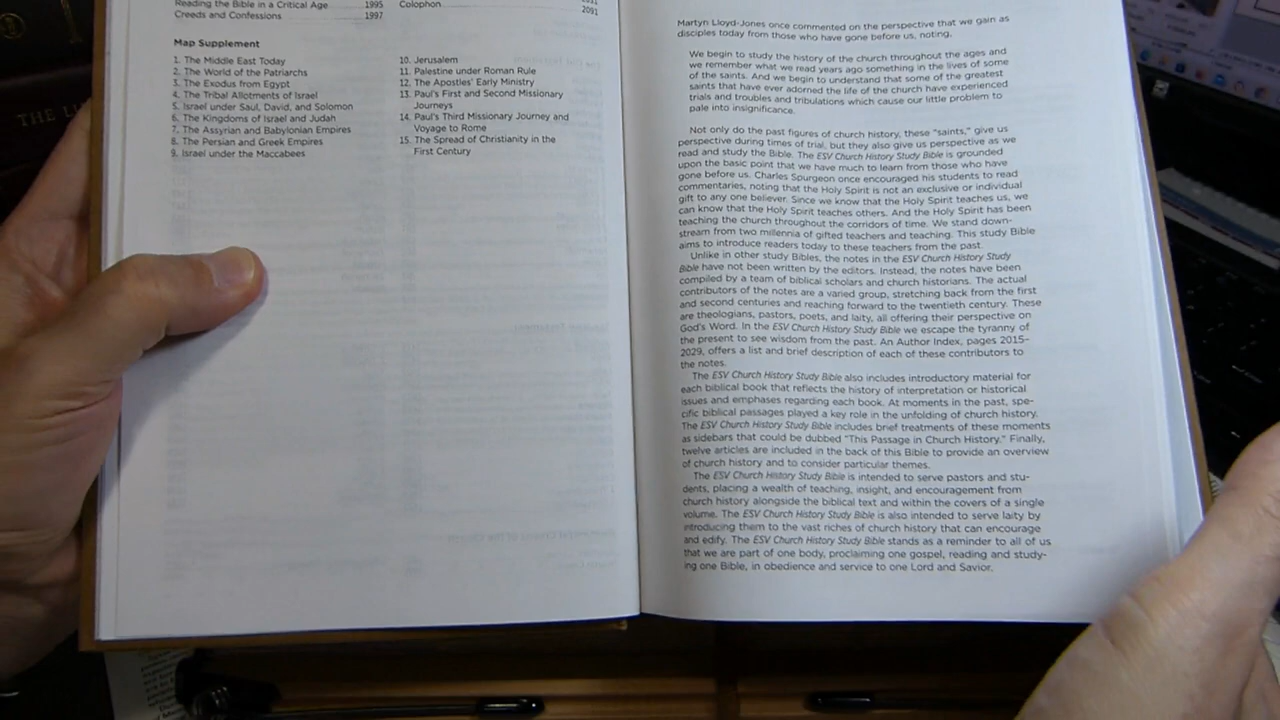 THE LI
Reading the Bible in a Critical Age 1995
Creeds and Confessions 1997
Colophon 2091
Map Supplement
1. The Middle East Today
2. The World of the Patriarchs
3. The Exodus from Egypt
4. The Tribal Allotments of Israel
5. Israel under Saul, David, and Solomon
6. The Kingdoms of Israel and Judah
7. The Assyrian and Babylonian Empires
8. The Persian and Greek Empires
9. Israel under the Maccabees
10. Jerusalem
11. Palestine under Roman Rule
12. The Apostles' Early Ministry
13. Paul's First and Second Missionary
Journeys
14. Paul's Third Missionary Journey and
Voyage to Rome
15. The Spread of Christianity in the
First Century
Martyn Lloyd-Jones once commented on the perspective that we gain as
disciples today from those who have gone before us, noting,
We begin to study the history of the church throughout the ages and
we remember what we read years ago something in the lives of some
of the saints. And we begin to understand that some of the greatest
saints that have ever adorned the life of the church have experienced
trials and troubles and tribulations which cause our little problem to
pale into insignificance.
Not only do the past figures of church history, these "saints," give us
perspective during times of trial, but they also give us perspective as we
read and study the Bible. The ESV Church History Study Bible is grounded
upon the basic point that we have much to learn from those who have
gone before us. Charles Spurgeon once encouraged his students to read
commentaries, noting that the Holy Spirit is not an exclusive or individual
gift to any one believer. Since we know that the Holy Spirit teaches us, we
can know that the Holy Spirit teaches others. And the Holy Spirit has been
teaching the church throughout the corridors of time. We stand down-
stream from two millennia of gifted teachers and teaching. This study Bible
aims to introduce readers today to these teachers from the past.
Unlike in other study Bibles, the notes in the ESV Church History Study
Bible have not been written by the editors. Instead, the notes have been
compiled by a team of biblical scholars and church historians. The actual
contributors of the notes are a varied group, stretching back from the first
and second centuries and reaching forward to the twentieth century. These
are theologians, pastors, poets, and laity, all offering their perspective on
God's Word. In the ESV Church History Study Bible we escape the tyranny of
the present to see wisdom from the past. An Author Index, pages 2015–
2029, offers a list and brief description of each of these contributors to
the notes.
The ESV Church History Study Bible also includes introductory material for
each biblical book that reflects the history of interpretation or historical
issues and emphases regarding each book. At moments in the past, spe-
cific biblical passages played a key role in the unfolding of church history.
The ESV Church History Study Bible includes brief treatments of these moments
as sidebars that could be dubbed "This Passage in Church History." Finally,
twelve articles are included in the back of this Bible to provide an overview
of church history and to consider particular themes.
The ESV Church History Study Bible is intended to serve pastors and stu-
dents, placing a wealth of teaching, insight, and encouragement from
church history alongside the biblical text and within the covers of a single
volume. The ESV Church History Study Bible is also intended to serve laity by
introducing them to the vast riches of church history that can encourage
and edify. The ESV Church History Study Bible stands as a reminder to all of us
that we are part of one body, proclaiming one gospel, reading and study-
ing one Bible, in obedience and service to one Lord and Savior.